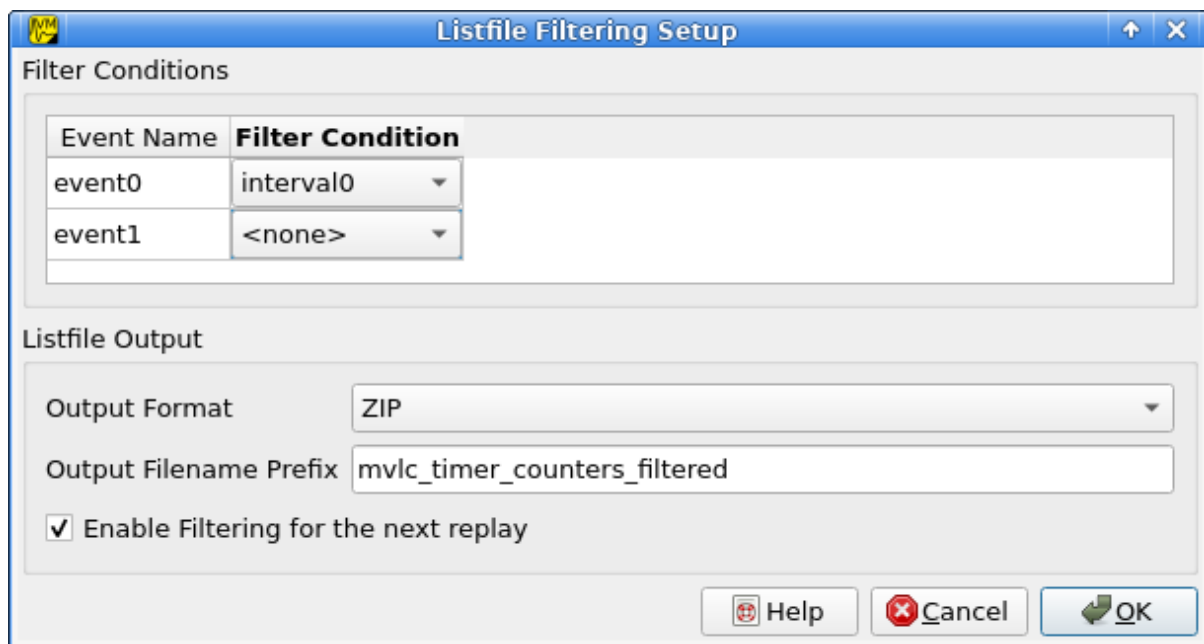 Listfile Filtering Setup
Filter Conditions
Event Name Filter Condition
event0 interval0
event1 <none>
Listfile Output
Output Format ZIP
Output Filename Prefix mvlc_timer_counters_filtered
Enable Filtering for the next replay
Help Cancel OK